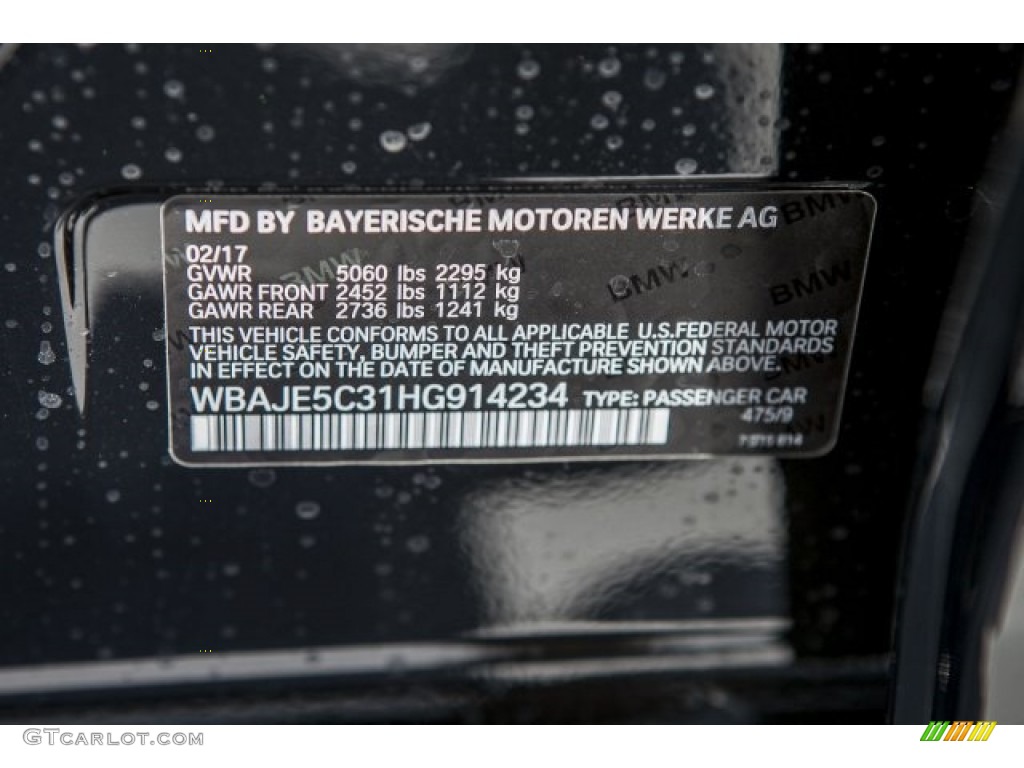 MFD BY BAYERISCHE MOTOREN WERKE AG
02/17
GVWR 5060 lbs 2295 kg
GAWR FRONT 2452 lbs 1112 kg
GAWR REAR 2736 lbs 1241 kg
THIS VEHICLE CONFORMS TO ALL APPLICABLE U.S.FEDERAL MOTOR
VEHICLE SAFETY, BUMPER AND THEFT PREVENTION STANDARDS
IN EFFECT ON THE DATE OF MANUFACTURE SHOWN ABOVE.
WBAJE5C31HG914234 TYPE: PASSENGER CAR
475/9
GTCARLOT.COM